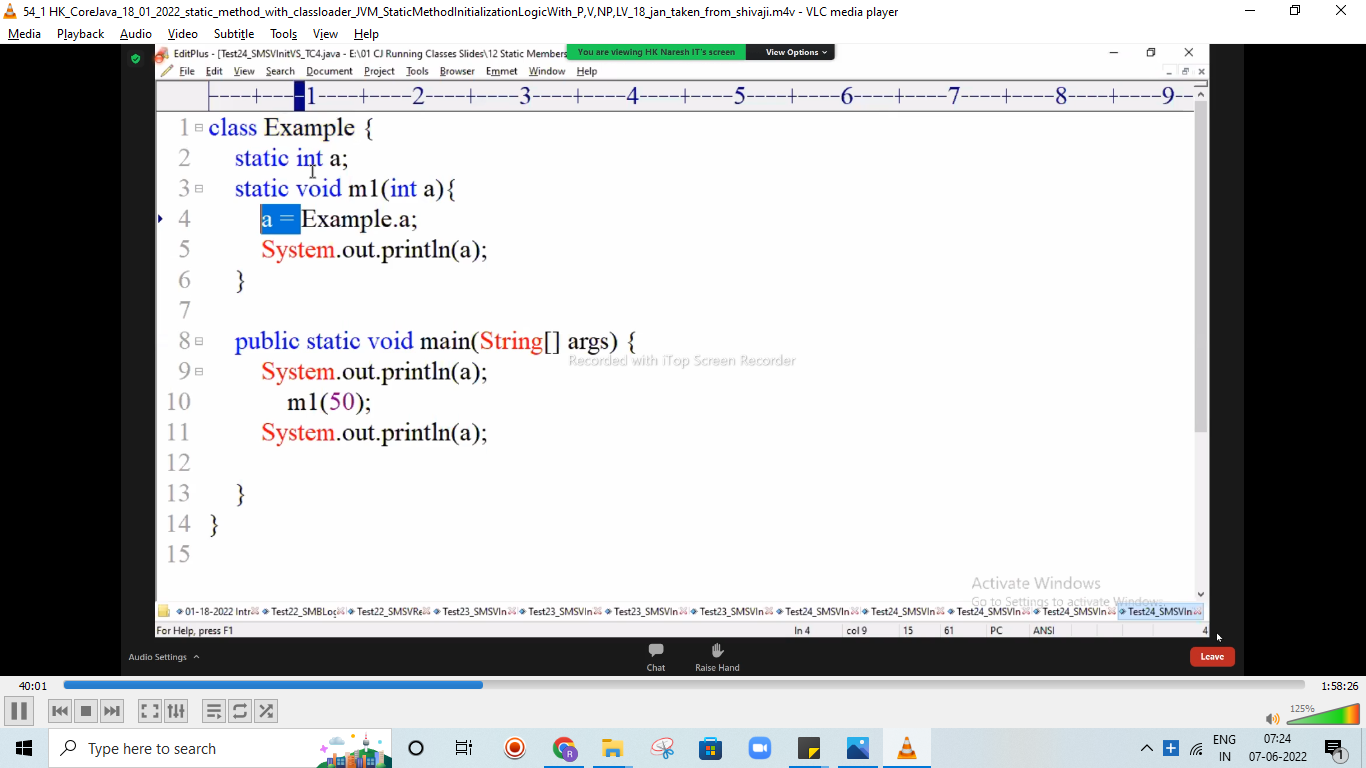 54_1 HK_CoreJava_18_01_2022_static_method_with_classloader_JVM_StaticMethodInitializationLogicWith_P,V,NP,LV_18_jan_taken_from_shivaji.m4v - VLC media player
Media Playback Audio Video Subtitle Tools View Help
EditPlus - [Test24_SMSVInitVS_TC4.java - E:\01 CJ Running Classes Slides\12 Static Members
You are viewing HK Naresh IT's screen View Options
File Edit View Search Document Project Tools Browser Emmet Window Help
----+----1----+----2----+----3----+----4----+----5----+----6----+----7----+----8----+----9--
1 class Example {
2 static int a;
3 static void m1(int a){
4 a = Example.a;
5 System.out.println(a);
6 }
7
8 public static void main(String[] args) {
Recorded with iTop Screen Recorder
9 System.out.println(a);
10 m1(50);
11 System.out.println(a);
12
13 }
14 }
15
Activate Windows
Go to Settings to activate Windows.
01-18-2022 Intr Test22_SMBLog Test22_SMSVRe Test23_SMSVIn Test23_SMSVIn Test23_SMSVIn Test23_SMSVIn Test24_SMSVIn Test24_SMSVIn Test24_SMSVIn Test24_SMSVIn Test24_SMSVIn
For Help, press F1 ln 4 col 9 15 61 PC ANSI 4
Audio Settings Chat Raise Hand Leave
40:01 1:58:26
125%
Type here to search
ENG 07:24
IN 07-06-2022 1